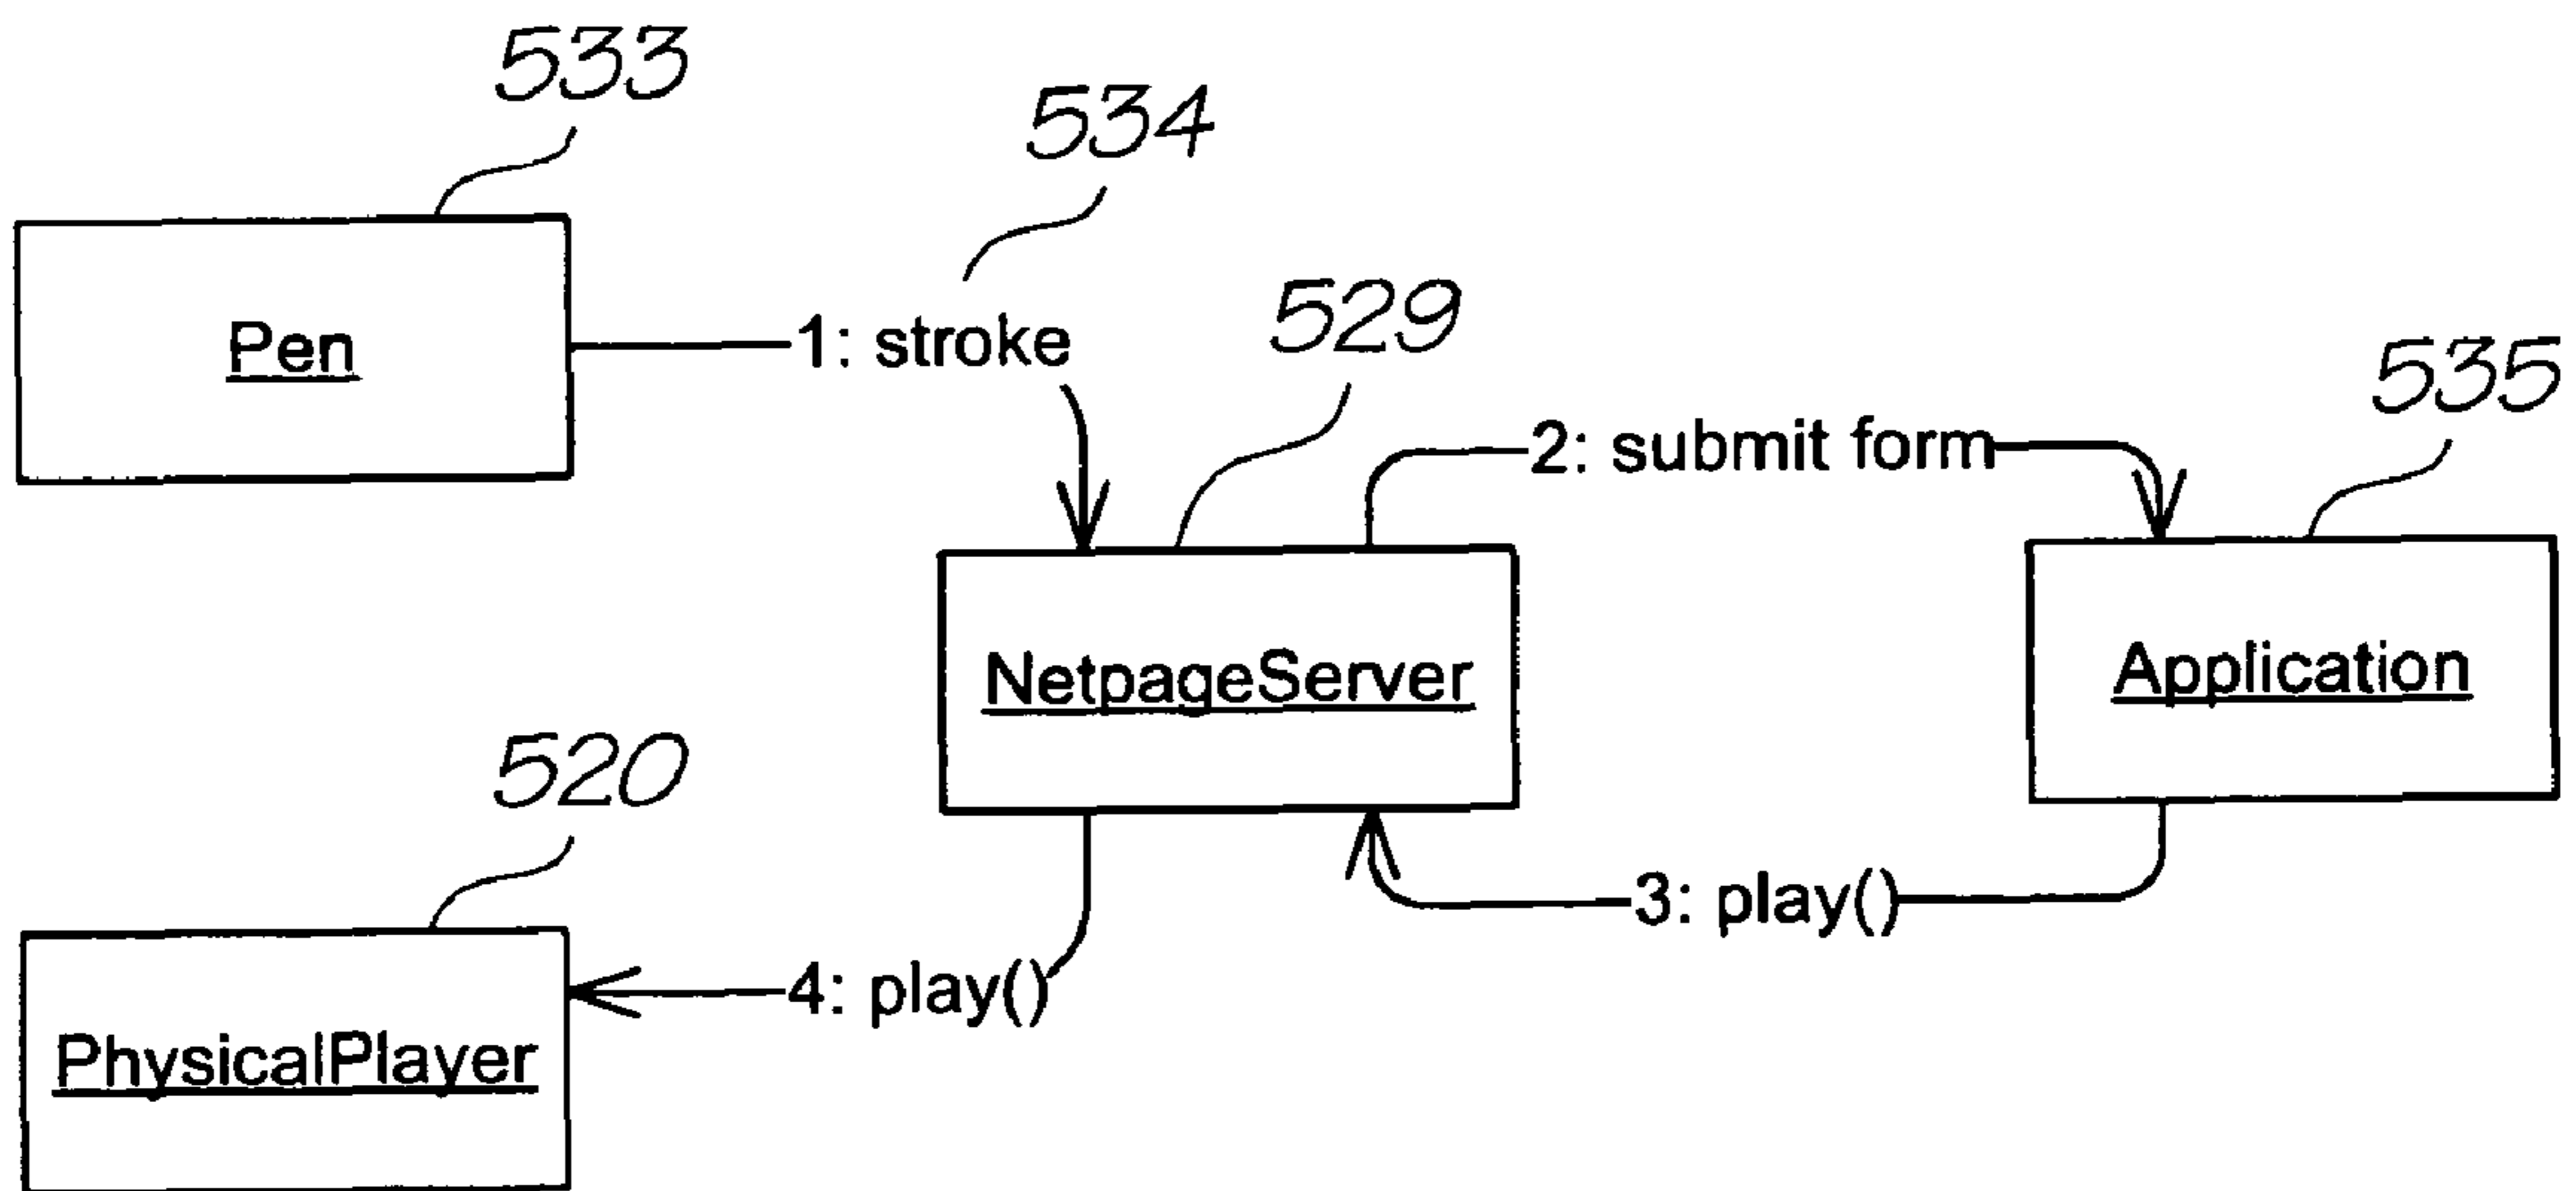 533
534
Pen
1: stroke
529
535
2: submit form
NetpageServer
Application
520
3: play()
4: play()
PhysicalPlayer